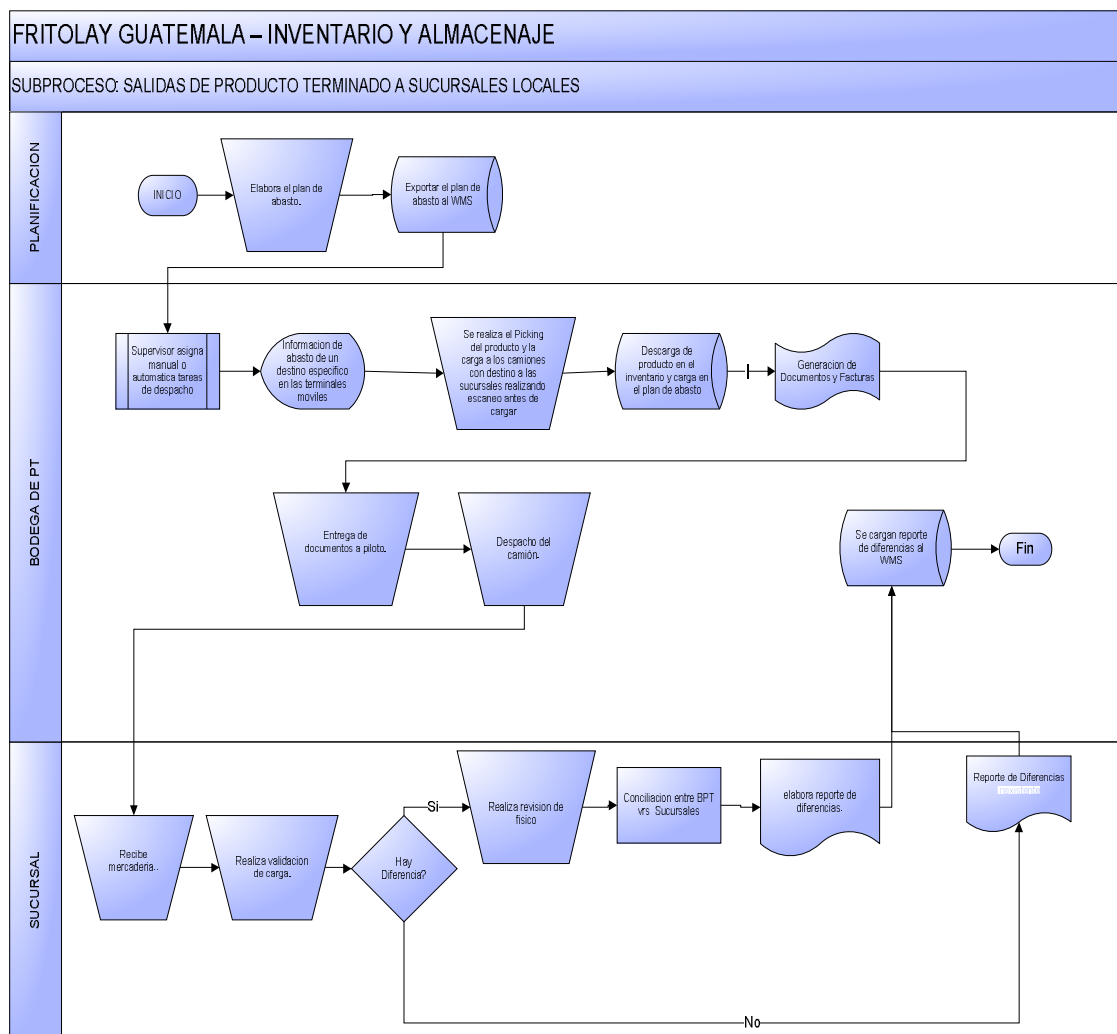 FRITOLAY GUATEMALA – INVENTARIO Y ALMACENAJE
SUBPROCESO: SALIDAS DE PRODUCTO TERMINADO A SUCURSALES LOCALES
PLANIFICACION
INICIO
Elabora el plan de
abasto.
Exportar el plan de
abasto al WMS
BODEGA DE PT
Supervisor asigna
manual o
automatica tareas
de despacho
Informacion de
abasto de un
destino especifico
en las terminales
moviles
Se realiza el Picking
del producto y la
carga a los camiones
con destino a las
sucursales realizando
escaneo antes de
cargar
Descarga de
producto en el
inventario y carga en
el plan de abasto
Generacion de
Documentos y Facturas
Entrega de
documentos a piloto.
Despacho del
camión.
Se cargan reporte
de diferencias al
WMS
Fin
SUCURSAL
Recibe
mercaderia..
Realiza validacion
de carga.
Hay
Diferencia?
Si
Realiza revision de
fisico
Conciliacion entre BPT
vrs Sucursales
elabora reporte de
diferencias.
Reporte de Diferencias
No